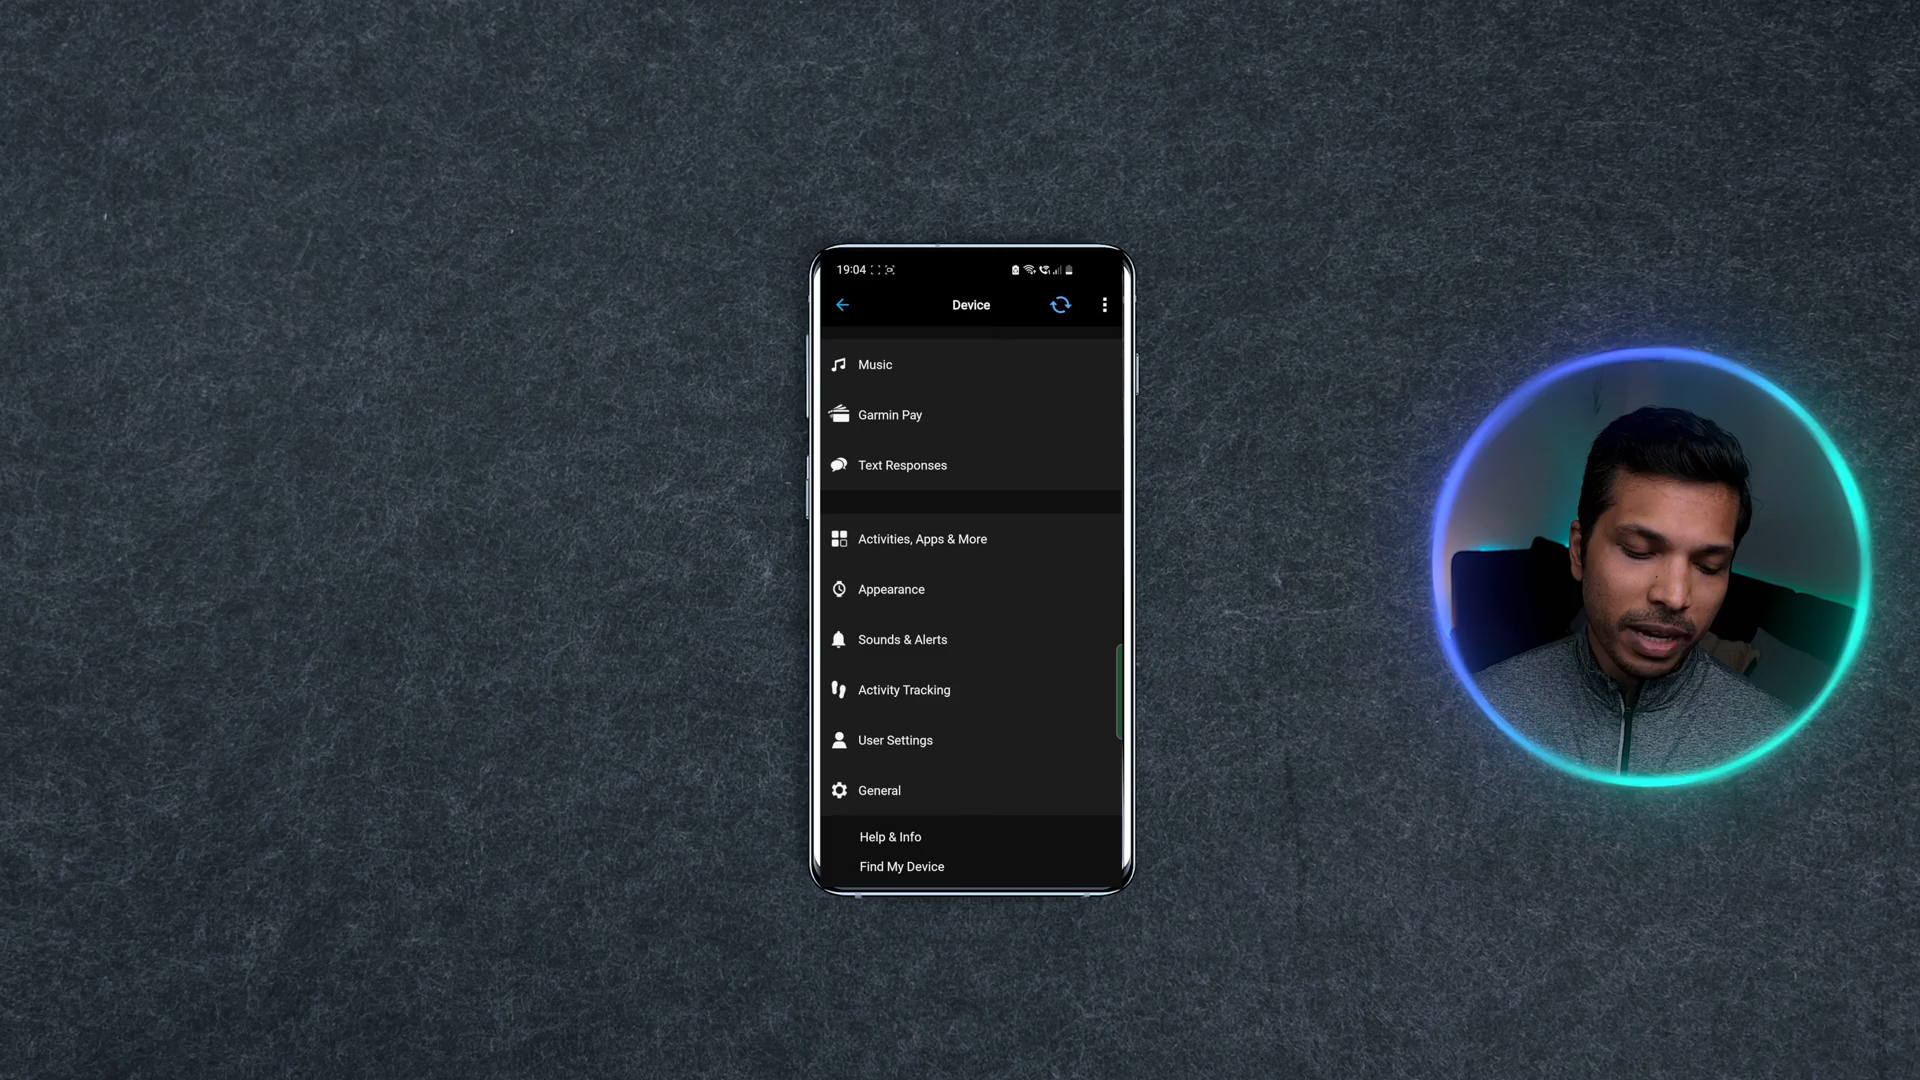 19:04
Device
Music
Garmin Pay
Text Responses
Activities, Apps & More
Appearance
Sounds & Alerts
Activity Tracking
User Settings
General
Help & Info
Find My Device